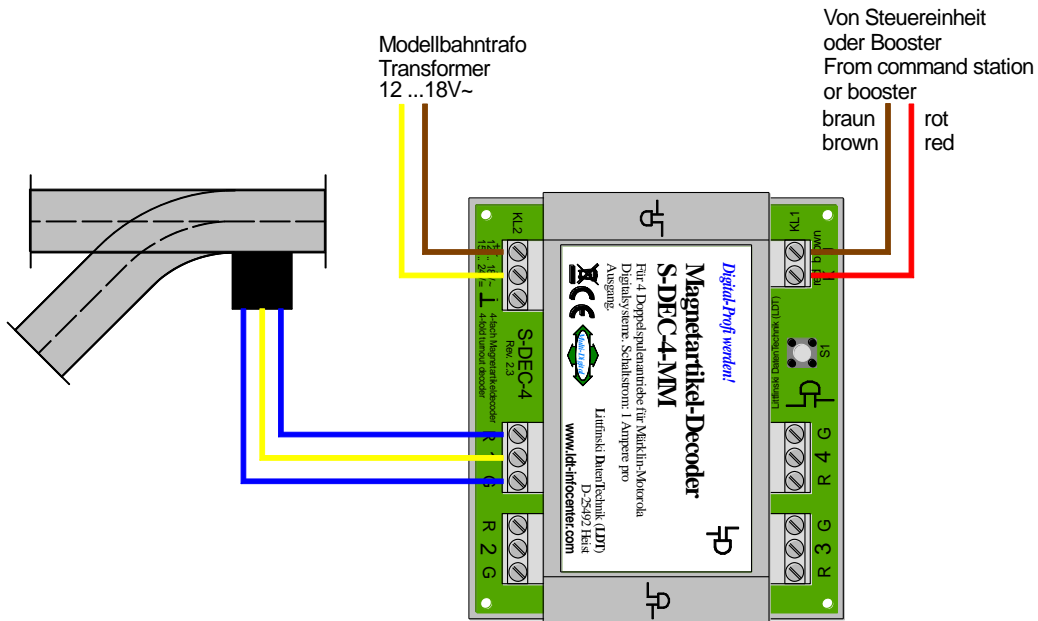 Modellbahntrafo
Transformer
12 ...18V~
Von Steuereinheit
oder Booster
From command station
or booster
braun
brown
rot
red
KL2
S-DEC-4
Rev. 2.3
4-fach Magnetartikeldecoder
4-fold turnout decoder
R
G
R 2 G
Digital-Profi werden!
Magnetartikel-Decoder
S-DEC-4-MM
Für 4 Doppelspulenantriebe für Märklin-Motorola
Digitalsysteme. Schaltstrom: 1 Ampere pro
Ausgang.
CE
Multi-Digital
Littfinski DatenTechnik (LDT)
D-25492 Heist
www.ldt-infocenter.com
KL1
brown
S1
Littfinski DatenTechnik (LDT)
R 4 G
R 3 G